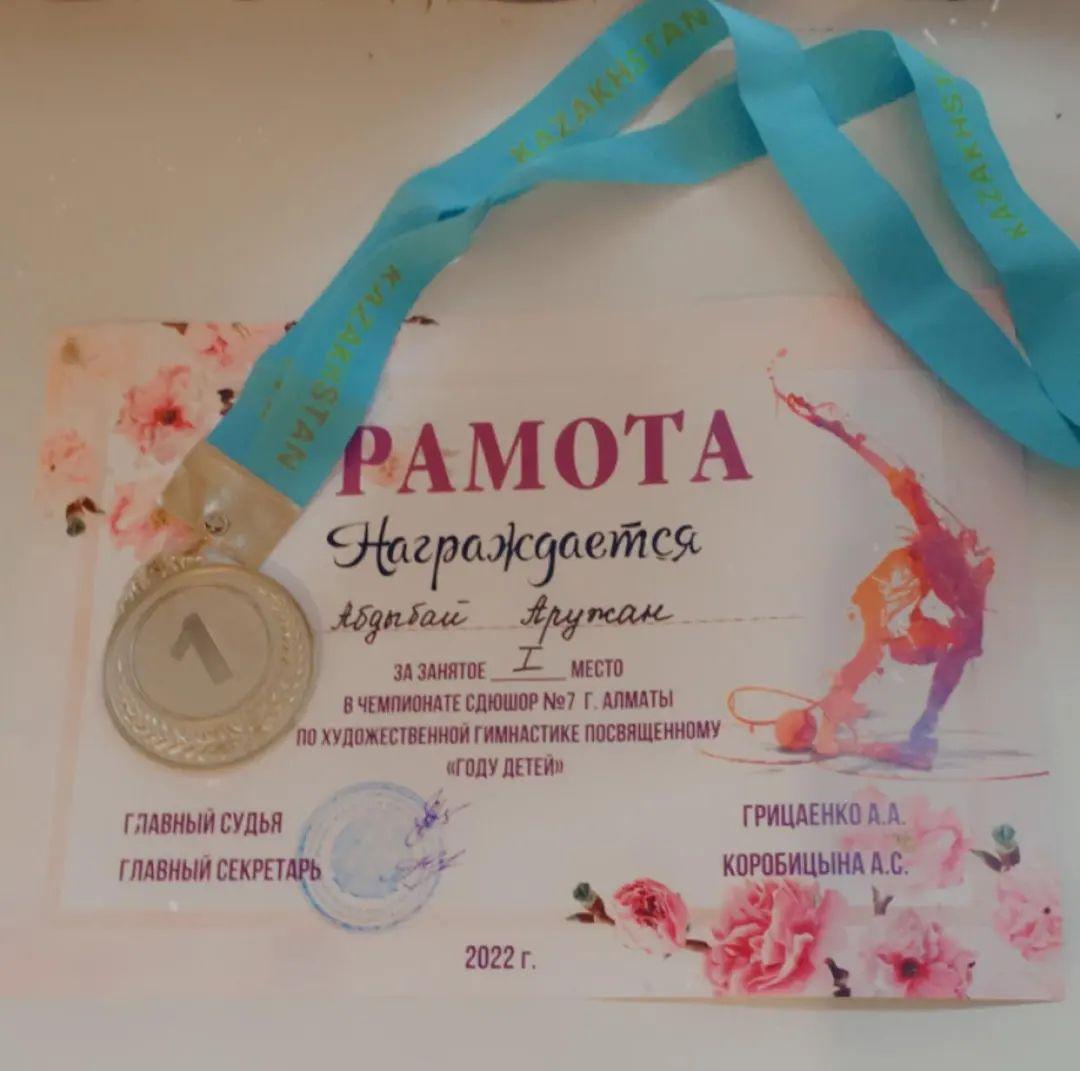 KAZAKHSTAN
KAZAKHSTAN
KAZAKHSTAN
РАМОТА
Награждается
Абдыбай Аружан
1
ЗА ЗАНЯТОЕ I МЕСТО
В ЧЕМПИОНАТЕ СДЮШОР №7 Г. АЛМАТЫ
ПО ХУДОЖЕСТВЕННОЙ ГИМНАСТИКЕ ПОСВЯЩЕННОМУ
«ГОДУ ДЕТЕЙ»
ГЛАВНЫЙ СУДЬЯ ГРИЦАЕНКО А.А.
ГЛАВНЫЙ СЕКРЕТАРЬ КОРОБИЦЫНА А.С.
2022 г.